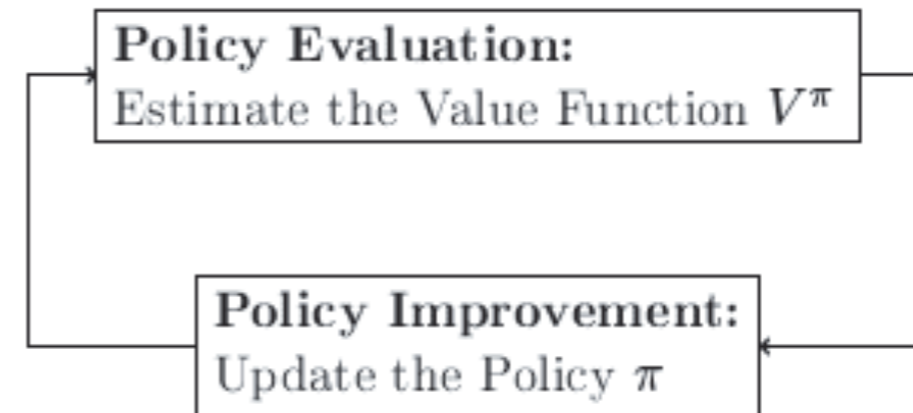 Policy Evaluation:
Estimate the Value Function V^π
Policy Improvement:
Update the Policy π